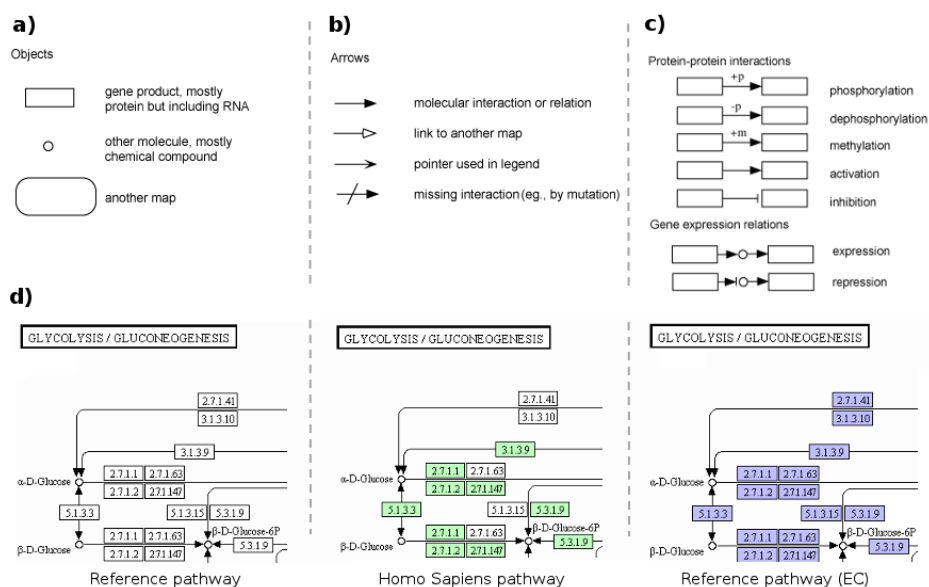 a)
Objects
gene product, mostly
protein but including RNA
other molecule, mostly
chemical compound
another map
b)
Arrows
molecular interaction or relation
link to another map
pointer used in legend
missing interaction (eg., by mutation)
c)
Protein-protein interactions
+p
phosphorylation
-p
dephosphorylation
+m
methylation
activation
inhibition
Gene expression relations
expression
repression
d)
GLYCOLYSIS / GLUCONEOGENESIS
2.7.1.41
3.1.3.10
3.1.3.9
α-D-Glucose
2.7.1.1 2.7.1.63
2.7.1.2 2.7.1.147
5.1.3.3
5.3.1.15 5.3.1.9
β-D-Glucose-6P
β-D-Glucose
2.7.1.1 2.7.1.63
2.7.1.2 2.7.1.147
5.3.1.9
Reference pathway
GLYCOLYSIS / GLUCONEOGENESIS
2.7.1.41
3.1.3.10
3.1.3.9
α-D-Glucose
2.7.1.1 2.7.1.63
2.7.1.2 2.7.1.147
5.1.3.3
5.3.1.15 5.3.1.9
β-D-Glucose-6P
β-D-Glucose
2.7.1.1 2.7.1.63
2.7.1.2 2.7.1.147
5.3.1.9
Homo Sapiens pathway
GLYCOLYSIS / GLUCONEOGENESIS
2.7.1.41
3.1.3.10
3.1.3.9
α-D-Glucose
2.7.1.1 2.7.1.63
2.7.1.2 2.7.1.147
5.1.3.3
5.3.1.15 5.3.1.9
β-D-Glucose-6P
β-D-Glucose
2.7.1.1 2.7.1.63
2.7.1.2 2.7.1.147
5.3.1.9
Reference pathway (EC)